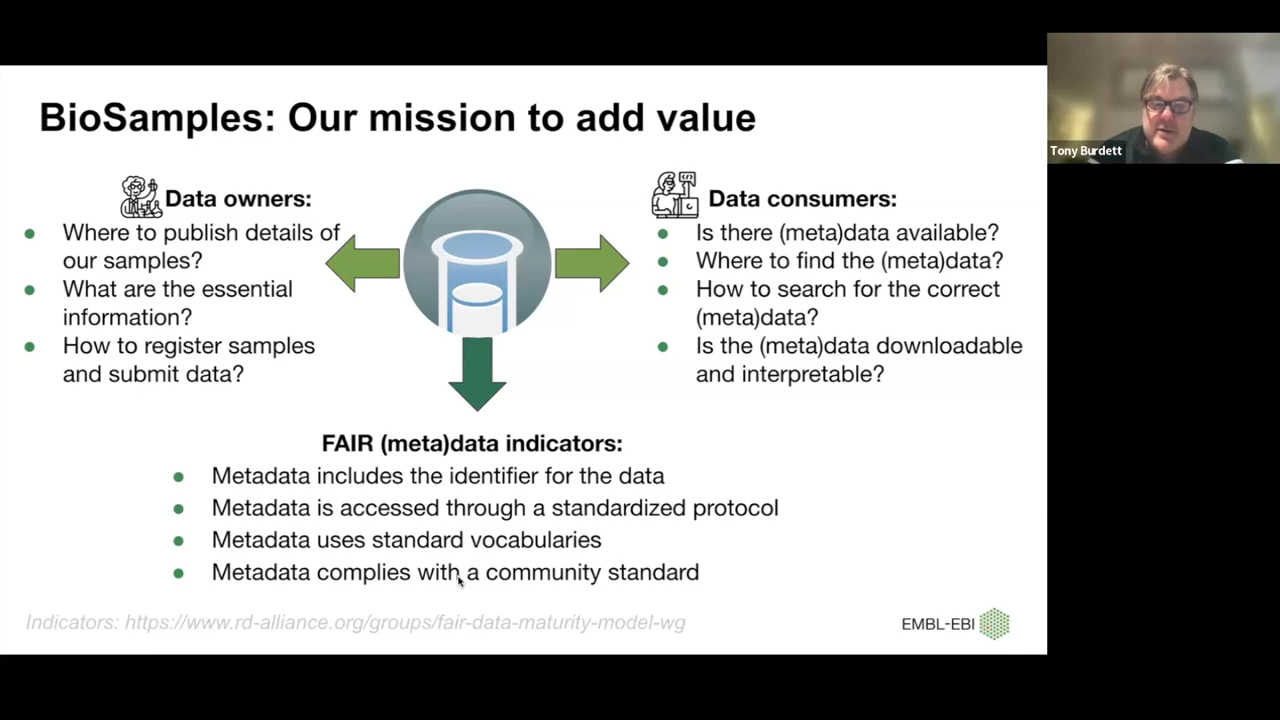 BioSamples: Our mission to add value
Tony Burdett
Data owners:
Where to publish details of
our samples?
What are the essential
information?
How to register samples
and submit data?
Data consumers:
Is there (meta)data available?
Where to find the (meta)data?
How to search for the correct
(meta)data?
Is the (meta)data downloadable
and interpretable?
FAIR (meta)data indicators:
Metadata includes the identifier for the data
Metadata is accessed through a standardized protocol
Metadata uses standard vocabularies
Metadata complies with a community standard
Indicators: https://www.rd-alliance.org/groups/fair-data-maturity-model-wg
EMBL-EBI